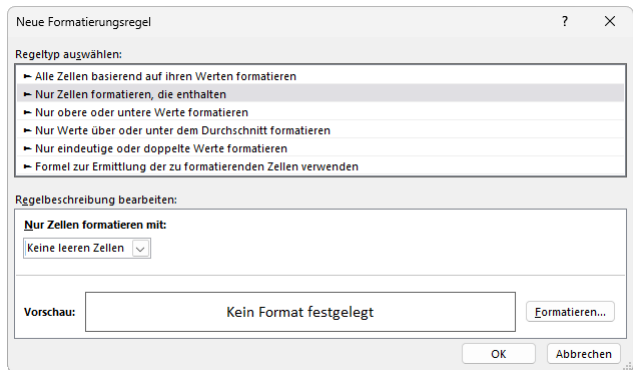 Neue Formatierungsregel ?
Regeltyp auswählen:
► Alle Zellen basierend auf ihren Werten formatieren
► Nur Zellen formatieren, die enthalten
► Nur obere oder untere Werte formatieren
► Nur Werte über oder unter dem Durchschnitt formatieren
► Nur eindeutige oder doppelte Werte formatieren
► Formel zur Ermittlung der zu formatierenden Zellen verwenden
Regelbeschreibung bearbeiten:
Nur Zellen formatieren mit:
Keine leeren Zellen
Vorschau: Kein Format festgelegt Formatieren...
OK Abbrechen